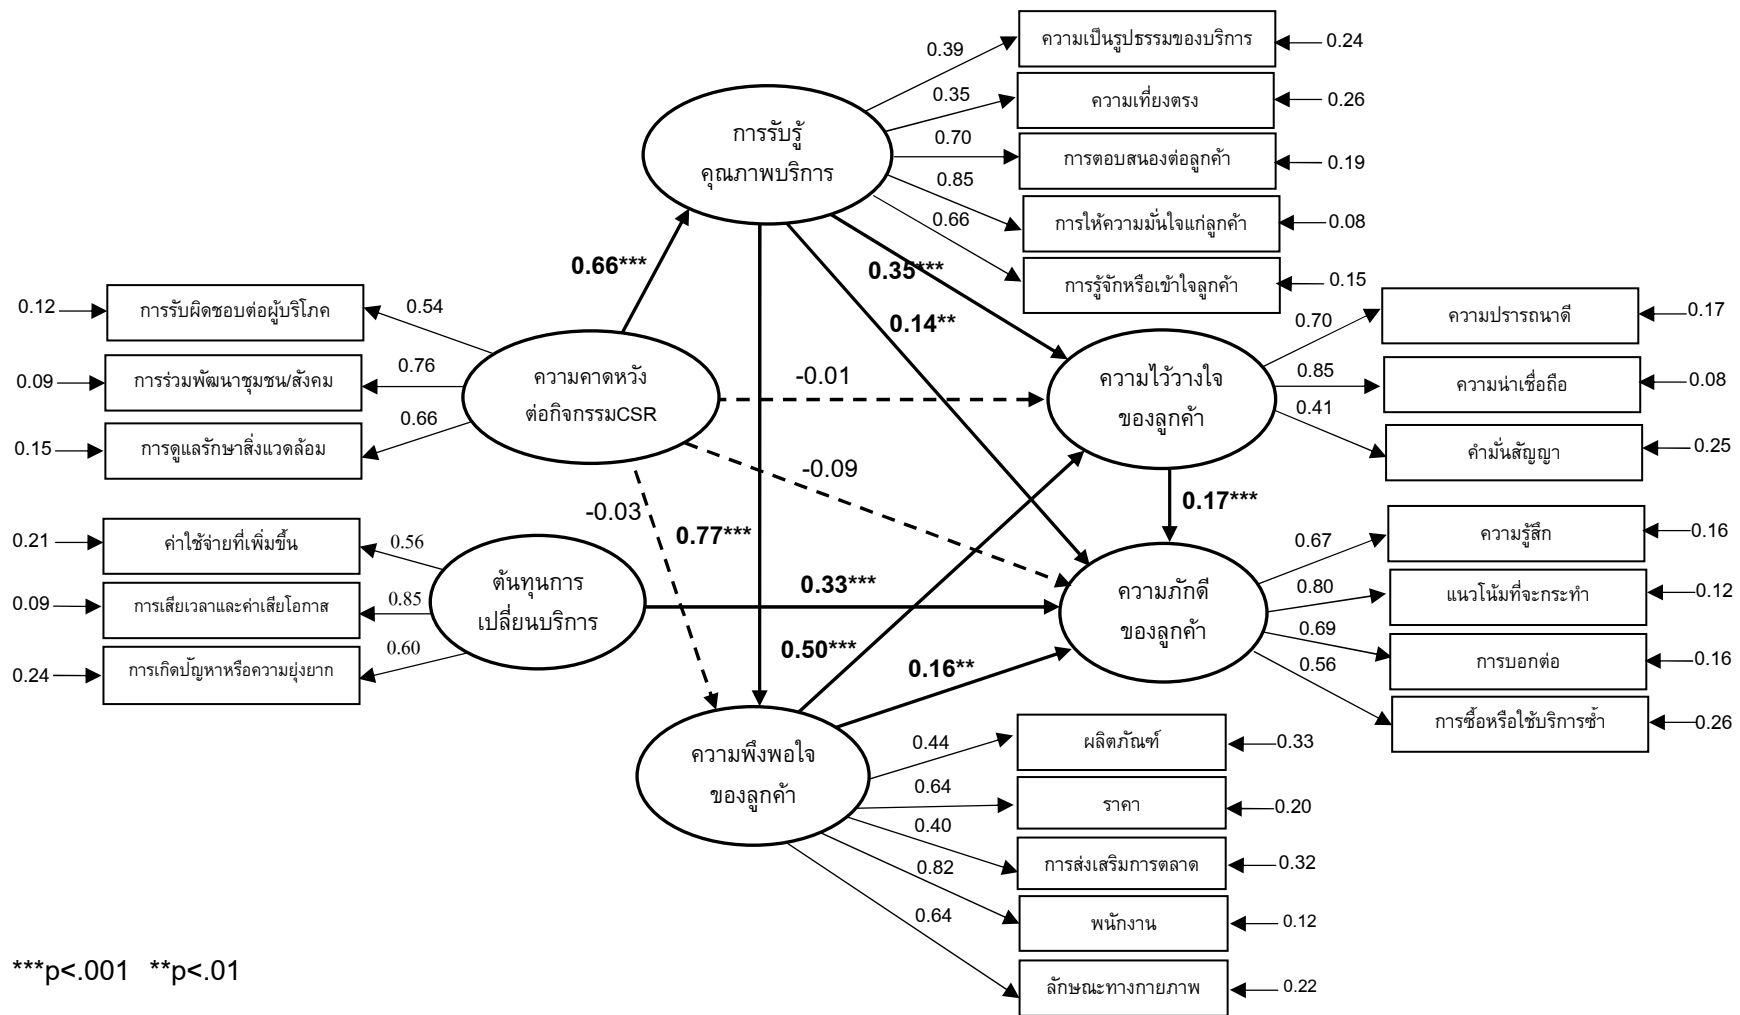 ความเป็นรูปธรรมของบริการ
0.24
0.39
ความเที่ยงตรง
0.26
0.35
การรับรู้
คุณภาพบริการ
0.70
การตอบสนองต่อลูกค้า
0.19
0.85
การให้ความมั่นใจแก่ลูกค้า
0.08
0.66
การรู้จักหรือเข้าใจลูกค้า
0.15
0.66***
0.35***
0.14**
0.12
การรับผิดชอบต่อผู้บริโภค
0.54
0.09
การร่วมพัฒนาชุมชน/สังคม
0.76
0.15
การดูแลรักษาสิ่งแวดล้อม
0.66
ความคาดหวัง
ต่อกิจกรรมCSR
-0.01
-0.09
-0.03
0.77***
ความไว้วางใจ
ของลูกค้า
0.70
ความปรารถนาดี
0.17
0.85
ความน่าเชื่อถือ
0.08
0.41
คำมั่นสัญญา
0.25
0.17***
0.21
ค่าใช้จ่ายที่เพิ่มขึ้น
0.56
0.09
การเสียเวลาและค่าเสียโอกาส
0.85
0.24
การเกิดปัญหาหรือความยุ่งยาก
0.60
ต้นทุนการ
เปลี่ยนบริการ
0.33***
0.50***
0.16**
ความภักดี
ของลูกค้า
0.67
ความรู้สึก
0.16
0.80
แนวโน้มที่จะกระทำ
0.12
0.69
การบอกต่อ
0.16
0.56
การซื้อหรือใช้บริการซ้ำ
0.26
ความพึงพอใจ
ของลูกค้า
0.44
ผลิตภัณฑ์
0.33
0.64
ราคา
0.20
0.40
การส่งเสริมการตลาด
0.32
0.82
พนักงาน
0.12
0.64
ลักษณะทางกายภาพ
0.22
***p<.001 **p<.01